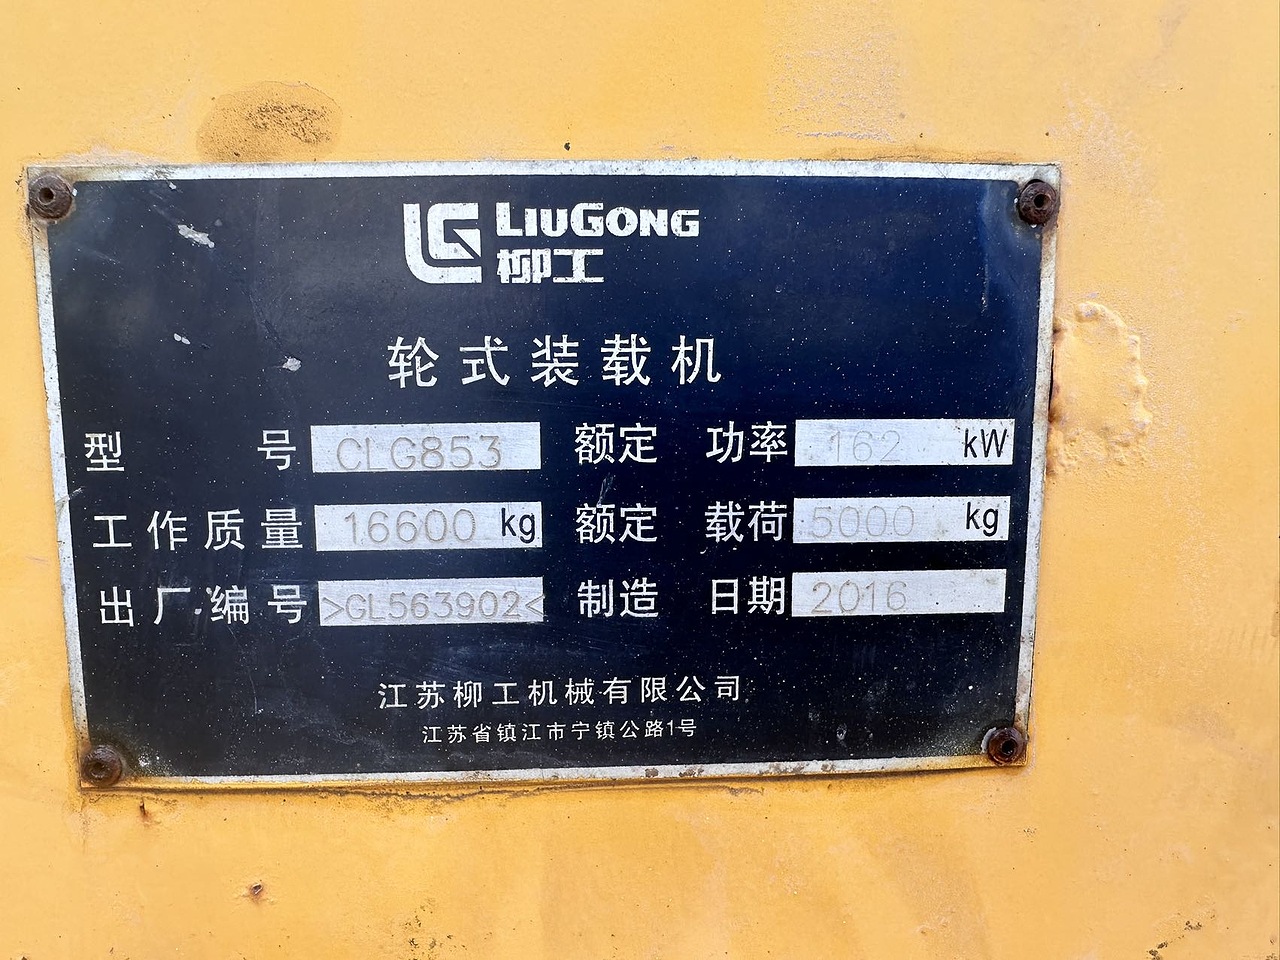 LIUGONG
柳工
轮式装载机
型 号 CLG853 额定 功率 162 kW
工作质量 16600 kg 额定 载荷 5000 kg
出厂编号 >GL563902< 制造 日期 2016
江苏柳工机械有限公司
江苏省镇江市宁镇公路1号